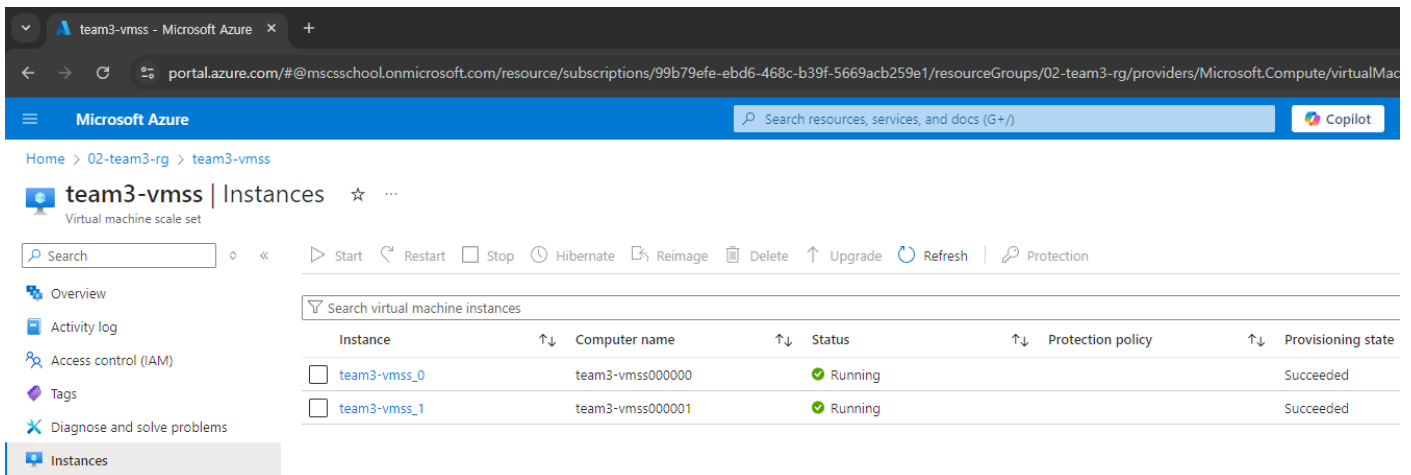 team3-vmss - Microsoft Azure
portal.azure.com/#@mscsschool.onmicrosoft.com/resource/subscriptions/99b79efe-ebd6-468c-b39f-5669acb259e1/resourceGroups/02-team3-rg/providers/Microsoft.Compute/virtualMac
Microsoft Azure
Search resources, services, and docs (G+/)
Copilot
Home > 02-team3-rg > team3-vmss
team3-vmss | Instances
Virtual machine scale set
Search
Start Restart Stop Hibernate Reimage Delete Upgrade Refresh Protection
Overview
Activity log
Access control (IAM)
Tags
Diagnose and solve problems
Instances
Search virtual machine instances
Instance Computer name Status Protection policy Provisioning state
team3-vmss_0 team3-vmss000000 Running Succeeded
team3-vmss_1 team3-vmss000001 Running Succeeded